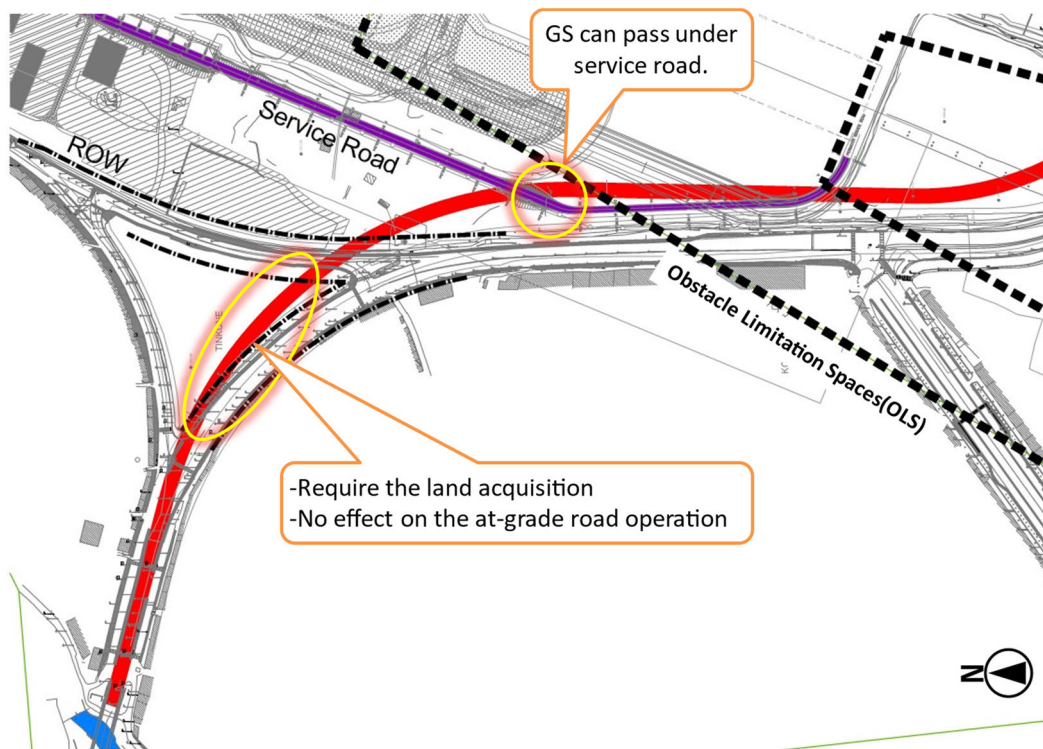 GS can pass under
service road.
Service Road
ROW
TINKUNE
Obstacle Limitation Spaces(OLS)
-Require the land acquisition
-No effect on the at-grade road operation
N